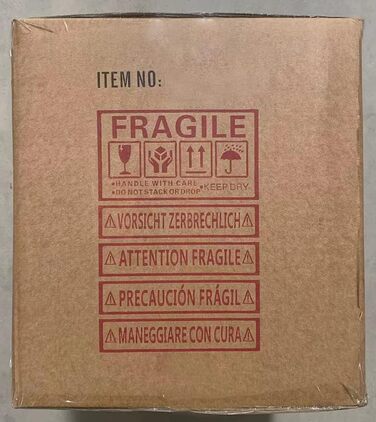 ITEM NO:
FRAGILE
•HANDLE WITH CARE
•DO NOT STACK OR DROP •KEEP DRY
VORSICHT ZERBRECHLICH
ATTENTION FRAGILE
PRECAUCIÓN FRÁGIL
MANEGGIARE CON CURA